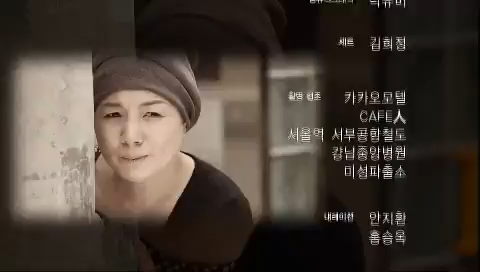 세트 김희정
촬영 협조 카카오모텔
CAFE人
서울역 서부공항철도
강남중앙병원
미성파출소
내레이션 안지환
홍승옥